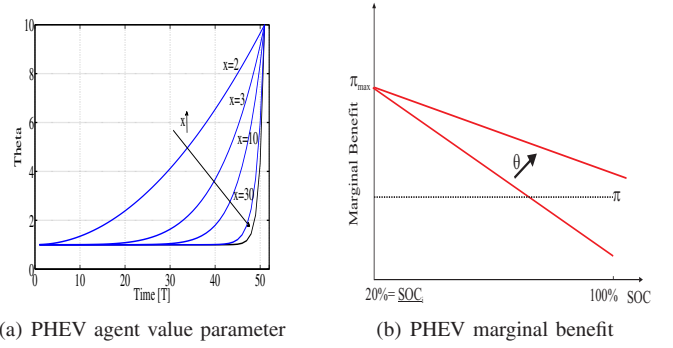 10
8
6
4
2
0
Theta
x=2
x=3
x
x=10
x=30
0 10 20 30 40 50
Time [T]
(a) PHEV agent value parameter
Marginal Benefit
πmax
θ
π
20%= SOC
100% SOC
(b) PHEV marginal benefit